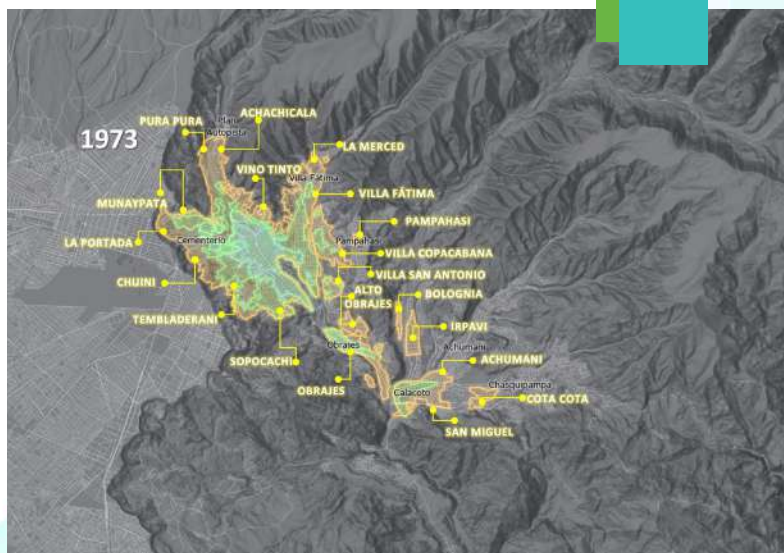 1973
PURA PURA
ACHACHICALA
Plan
Autopista
LA MERCED
VINO TINTO
Villa Fátima
VILLA FÁTIMA
MUNAYPATA
PAMPAHASI
LA PORTADA
Cementerio
Pampahasi
VILLA COPACABANA
CHUINI
VILLA SAN ANTONIO
ALTO
OBRAJES
BOLOGNIA
TEMBLADERANI
IRPAVI
Obrajes
Achumani
SOPOCACHI
ACHUMANI
OBRAJES
Calacoto
Chasquipampa
COTA COTA
SAN MIGUEL